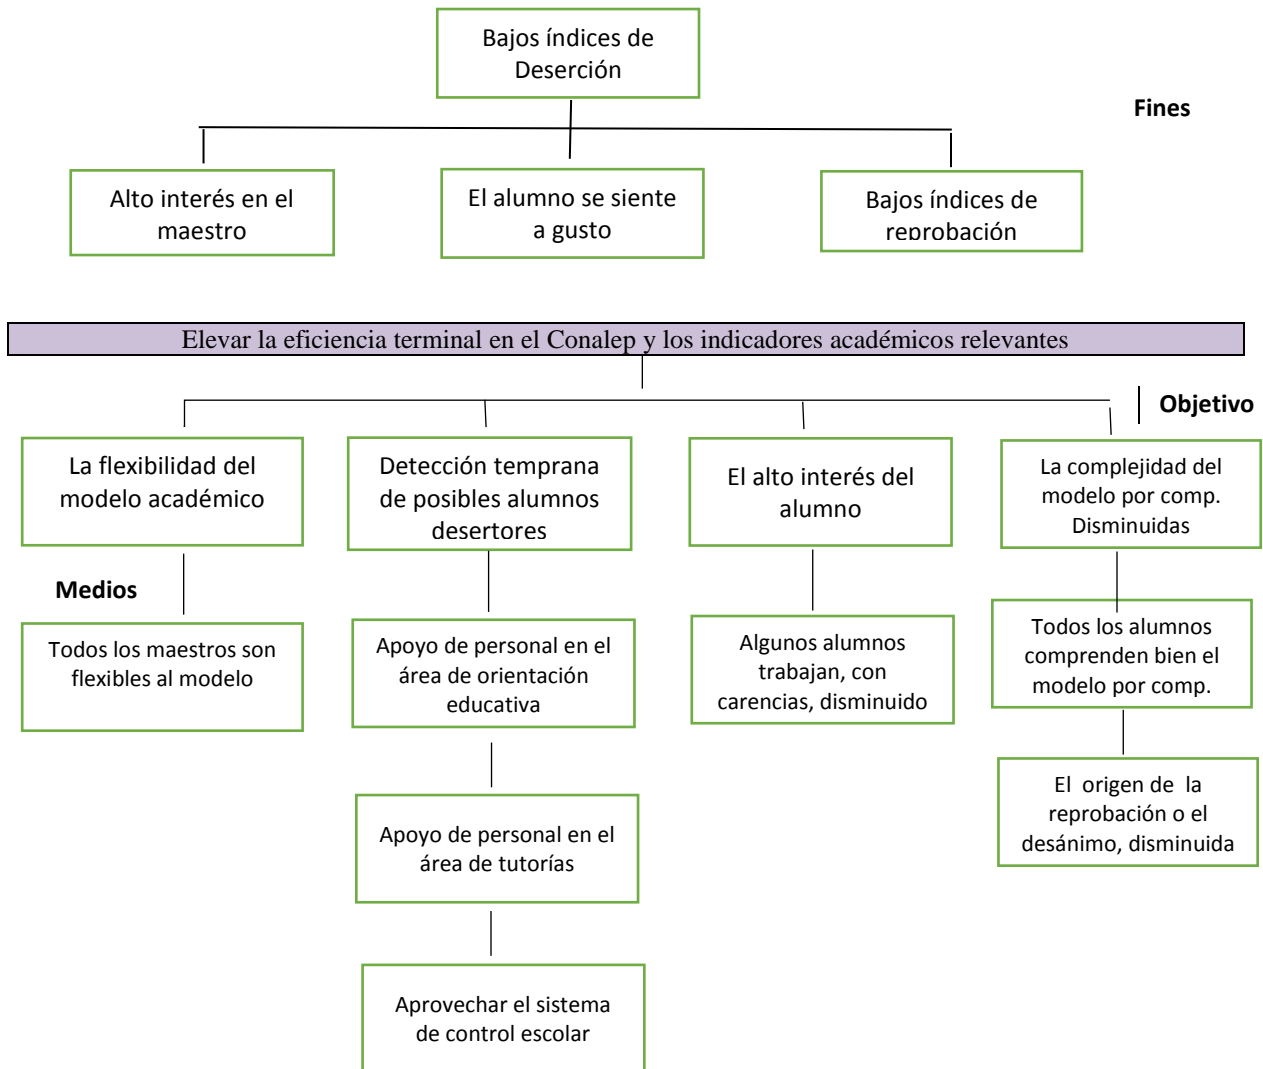 Bajos índices de
Deserción
Fines
Alto interés en el
maestro
El alumno se siente
a gusto
Bajos índices de
reprobación
Elevar la eficiencia terminal en el Conalep y los indicadores académicos relevantes
Objetivo
La flexibilidad del
modelo académico
Detección temprana
de posibles alumnos
desertores
El alto interés del
alumno
La complejidad del
modelo por comp.
Disminuidas
Medios
Todos los maestros son
flexibles al modelo
Apoyo de personal en el
área de orientación
educativa
Algunos alumnos
trabajan, con
carencias, disminuido
Todos los alumnos
comprenden bien el
modelo por comp.
Apoyo de personal en el
área de tutorías
El origen de la
reprobación o el
desánimo, disminuida
Aprovechar el sistema
de control escolar